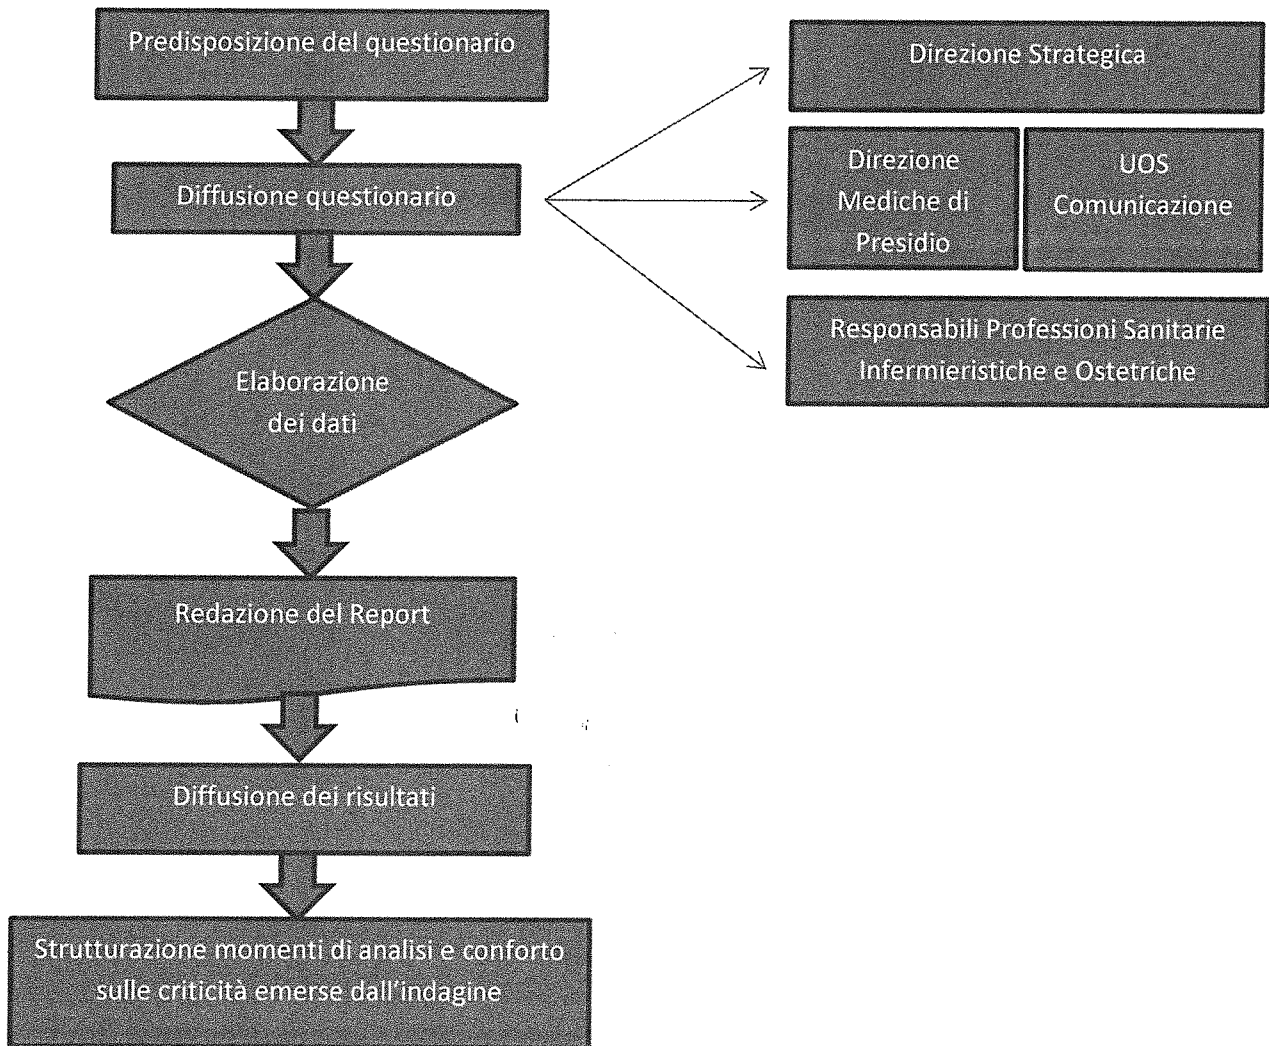 Predisposizione del questionario
Diffusione questionario
Elaborazione
dei dati
Redazione del Report
Diffusione dei risultati
Strutturazione momenti di analisi e conforto
sulle criticità emerse dall'indagine
Direzione Strategica
Direzione
Mediche di
Presidio
UOS
Comunicazione
Responsabili Professioni Sanitarie
Infermieristiche e Ostetriche